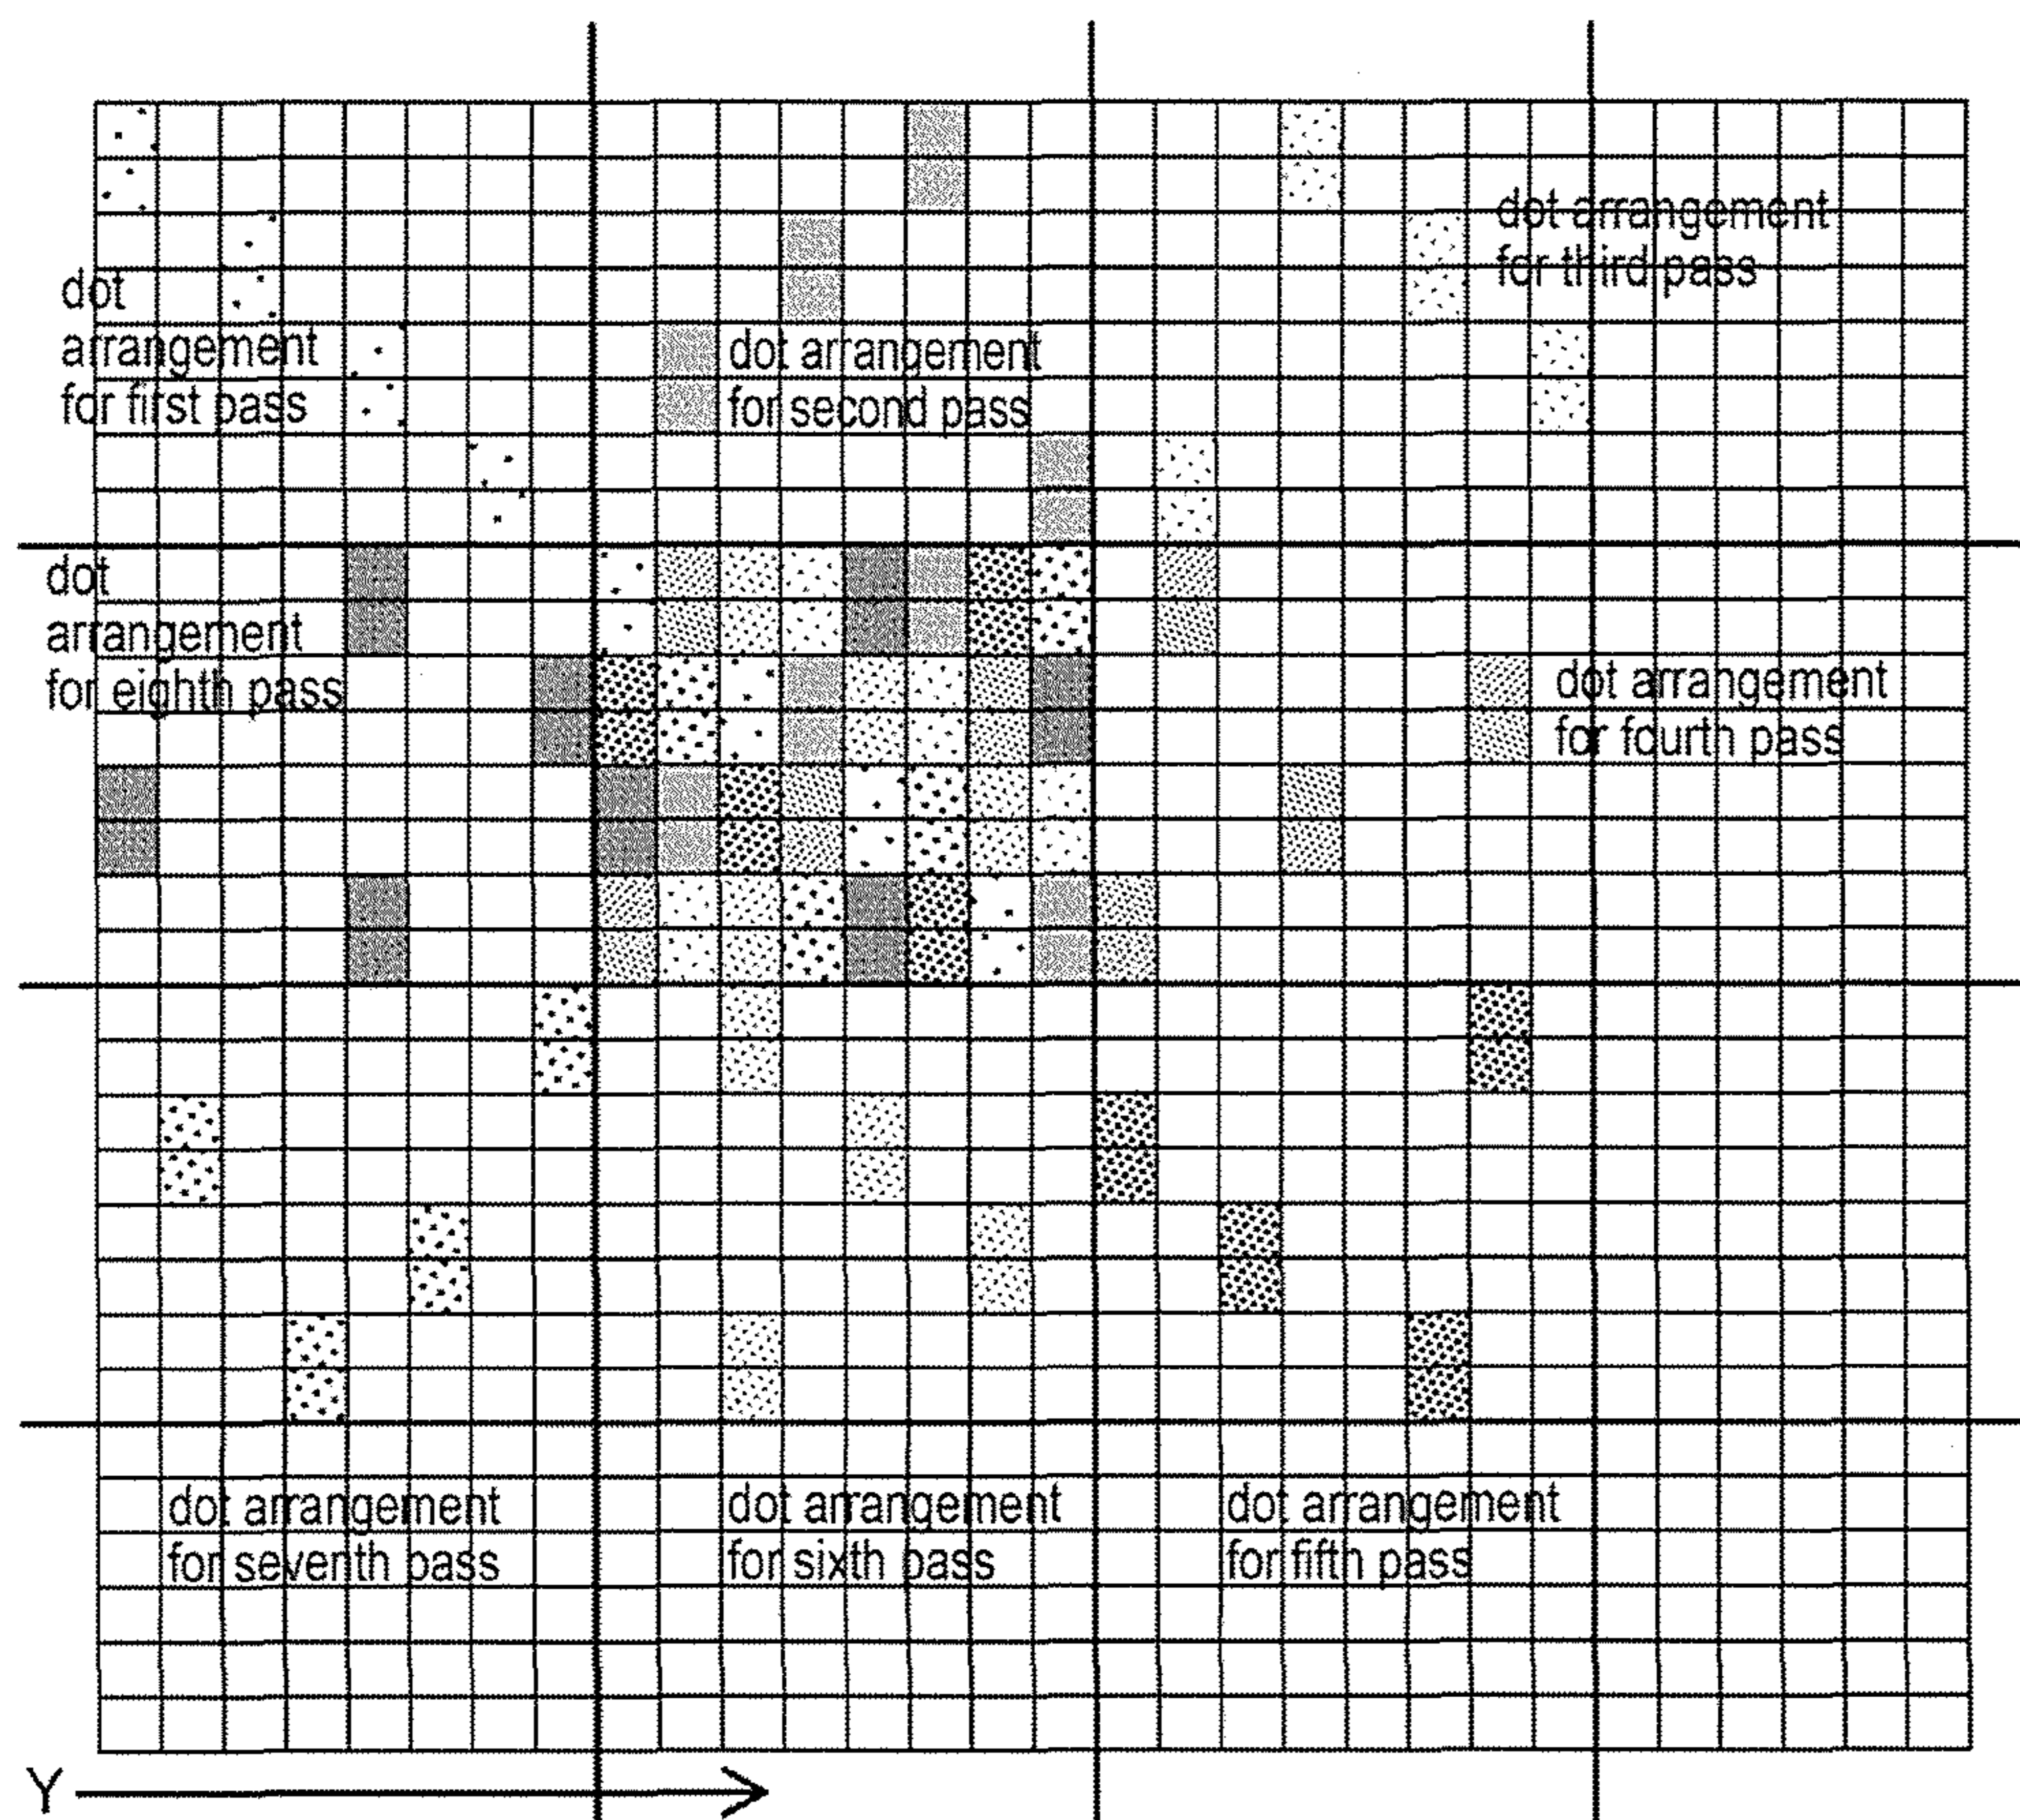 dot
arrangement
for first pass
dot arrangement
for second pass
dot arrangement
for third pass
dot
arrangement
for eighth pass
dot arrangement
for fourth pass
dot arrangement
for seventh pass
dot arrangement
for sixth pass
dot arrangement
for fifth pass
Y